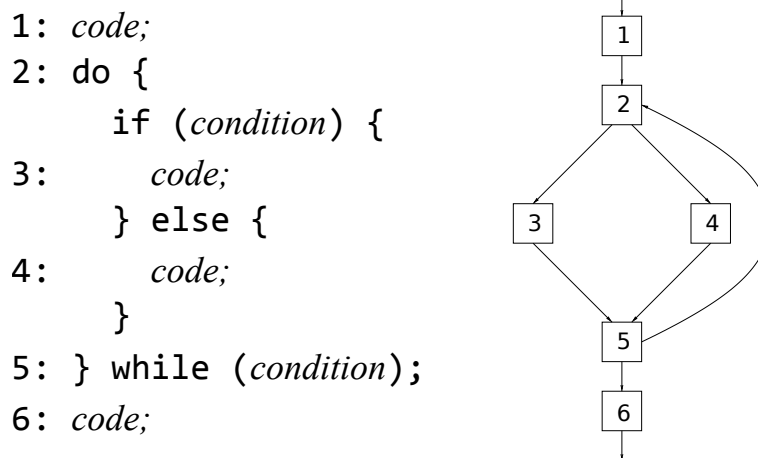 1: code;
2: do {
if (condition) {
3: code;
} else {
4: code;
}
5: } while (condition);
6: code;
1
2
3 4
5
6